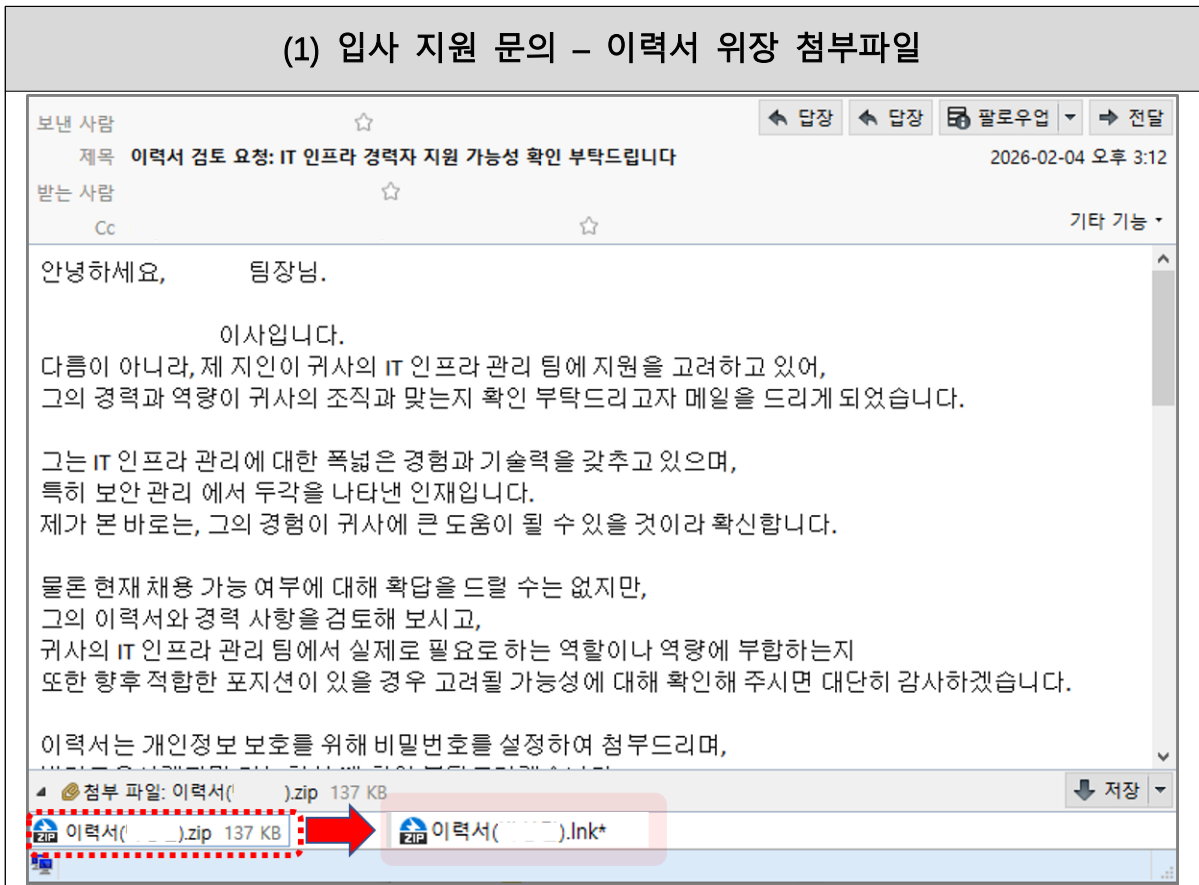 (1) 입사 지원 문의 – 이력서 위장 첨부파일
보낸 사람
답장 답장 팔로우업 전달
제목 이력서 검토 요청: IT 인프라 경력자 지원 가능성 확인 부탁드립니다 2026-02-04 오후 3:12
받는 사람
Cc
기타 기능
안녕하세요, 팀장님.
이사입니다.
다름이 아니라, 제 지인이 귀사의 IT 인프라 관리 팀에 지원을 고려하고 있어,
그의 경력과 역량이 귀사의 조직과 맞는지 확인 부탁드리고자 메일을 드리게 되었습니다.
그는 IT 인프라 관리에 대한 폭넓은 경험과 기술력을 갖추고 있으며,
특히 보안 관리 에서 두각을 나타낸 인재입니다.
제가 본 바로는, 그의 경험이 귀사에 큰 도움이 될 수 있을 것이라 확신합니다.
물론 현재 채용 가능 여부에 대해 확답을 드릴 수는 없지만,
그의 이력서와 경력 사항을 검토해 보시고,
귀사의 IT 인프라 관리 팀에서 실제로 필요로 하는 역할이나 역량에 부합하는지
또한 향후 적합한 포지션이 있을 경우 고려될 가능성에 대해 확인해 주시면 대단히 감사하겠습니다.
이력서는 개인정보 보호를 위해 비밀번호를 설정하여 첨부드리며,
첨부 파일: 이력서( ).zip 137 KB 저장
ZIP 이력서( ).zip 137 KB ZIP 이력서( ).lnk*